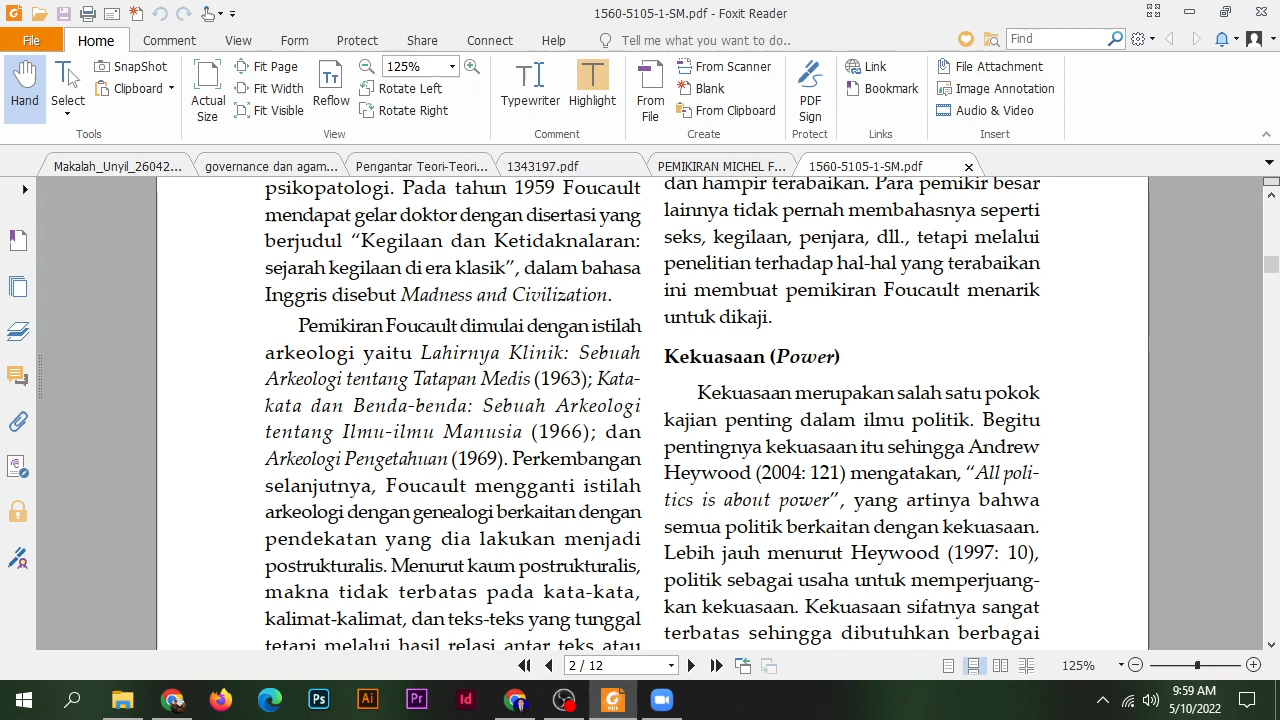 1560-5105-1-SM.pdf - Foxit Reader
File
Home
Comment
View
Form
Protect
Share
Connect
Help
Tell me what you want to do..
Find
Hand
Select
SnapShot
Clipboard
Tools
Actual
Size
Fit Page
Fit Width
Fit Visible
Reflow
125%
Rotate Left
Rotate Right
View
Typewriter
Highlight
Comment
From
File
From Scanner
Blank
From Clipboard
Create
PDF
Sign
Protect
Link
Bookmark
Links
File Attachment
Image Annotation
Audio & Video
Insert
Makalah_Unyil_26042...
governance dan agam...
Pengantar Teori-Teori...
1343197.pdf
PEMIKIRAN MICHEL F...
1560-5105-1-SM.pdf
psikopatologi. Pada tahun 1959 Foucault
mendapat gelar doktor dengan disertasi yang
berjudul “Kegilaan dan Ketidaknalaran:
sejarah kegilaan di era klasik”, dalam bahasa
Inggris disebut Madness and Civilization.
Pemikiran Foucault dimulai dengan istilah
arkeologi yaitu Lahirnya Klinik: Sebuah
Arkeologi tentang Tatapan Medis (1963); Kata-
kata dan Benda-benda: Sebuah Arkeologi
tentang Ilmu-ilmu Manusia (1966); dan
Arkeologi Pengetahuan (1969). Perkembangan
selanjutnya, Foucault mengganti istilah
arkeologi dengan genealogi berkaitan dengan
pendekatan yang dia lakukan menjadi
postrukturalis. Menurut kaum postrukturalis,
makna tidak terbatas pada kata-kata,
kalimat-kalimat, dan teks-teks yang tunggal
tetapi melalui hasil relasi antar teks atau
dan hampir terabaikan. Para pemikir besar
lainnya tidak pernah membahasnya seperti
seks, kegilaan, penjara, dll., tetapi melalui
penelitian terhadap hal-hal yang terabaikan
ini membuat pemikiran Foucault menarik
untuk dikaji.
Kekuasaan (Power)
Kekuasaan merupakan salah satu pokok
kajian penting dalam ilmu politik. Begitu
pentingnya kekuasaan itu sehingga Andrew
Heywood (2004: 121) mengatakan, “All poli-
tics is about power”, yang artinya bahwa
semua politik berkaitan dengan kekuasaan.
Lebih jauh menurut Heywood (1997: 10),
politik sebagai usaha untuk memperjuang-
kan kekuasaan. Kekuasaan sifatnya sangat
terbatas sehingga dibutuhkan berbagai
2 / 12
125%
Ps
Ai
Pr
Id
PDF
9:59 AM
5/10/2022